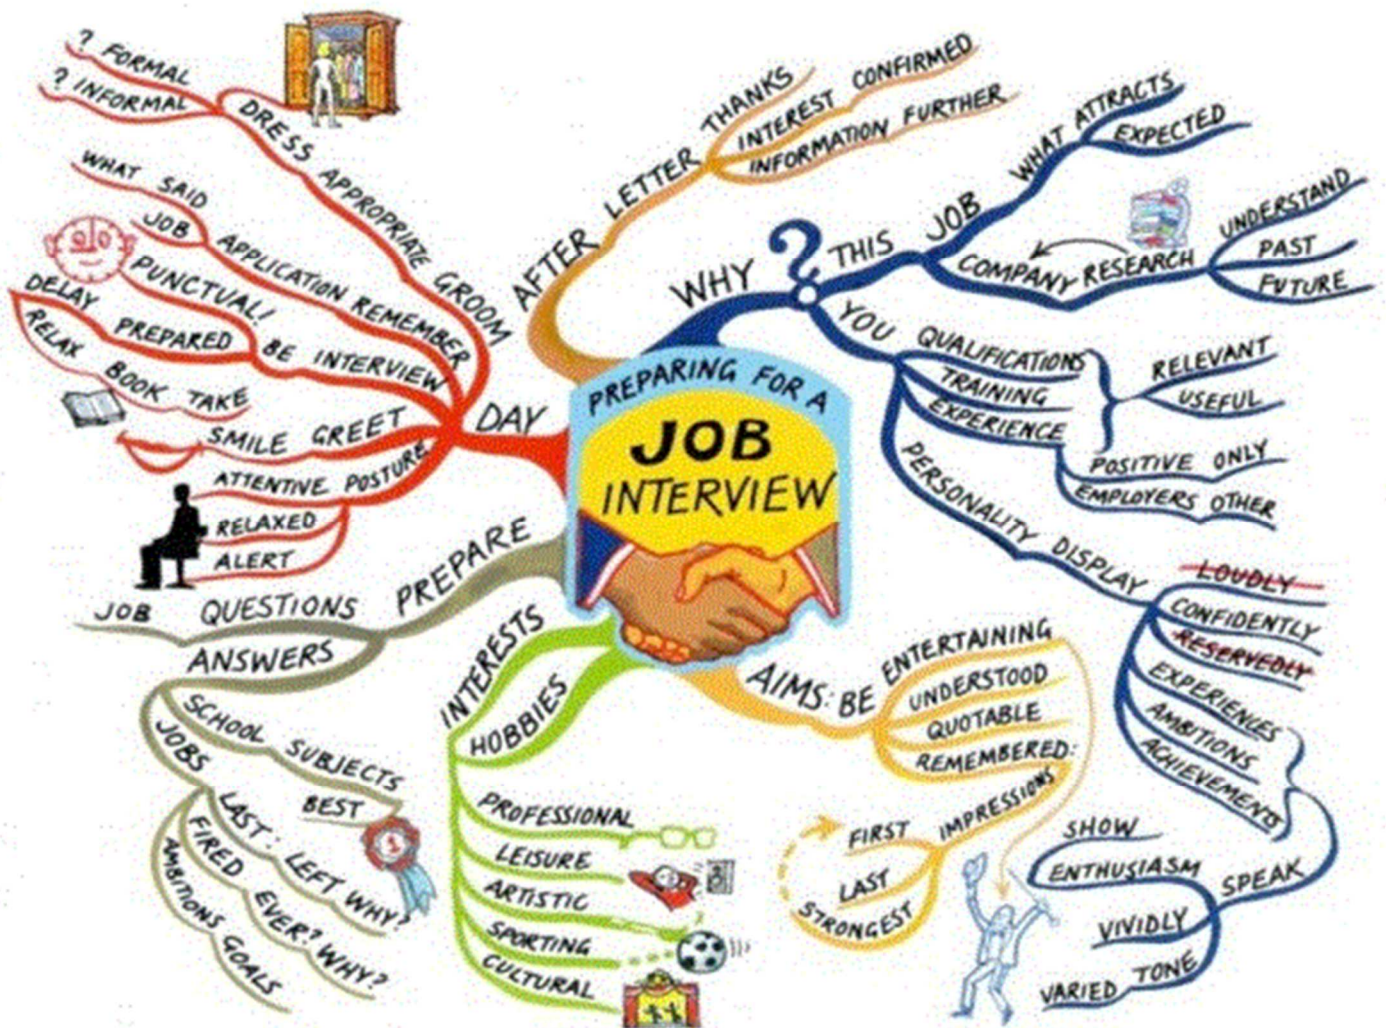 PREPARING FOR A
JOB
INTERVIEW
AFTER
LETTER
THANKS
INTEREST CONFIRMED
INFORMATION FURTHER
WHY
?
THIS
JOB
WHAT ATTRACTS
EXPECTED
COMPANY RESEARCH
UNDERSTAND
PAST
FUTURE
YOU
QUALIFICATIONS
TRAINING
EXPERIENCE
RELEVANT
USEFUL
POSITIVE ONLY
EMPLOYERS OTHER
PERSONALITY DISPLAY
LOUDLY
CONFIDENTLY
RESERVEDLY
EXPERIENCES
AMBITIONS
ACHIEVEMENTS
SPEAK
SHOW
ENTHUSIASM
VIVIDLY
VARIED TONE
AIMS: BE
ENTERTAINING
UNDERSTOOD
QUOTABLE
REMEMBERED:
IMPRESSIONS
FIRST
LAST
STRONGEST
INTERESTS
HOBBIES
PROFESSIONAL
LEISURE
ARTISTIC
SPORTING
CULTURAL
PREPARE
QUESTIONS
JOB
ANSWERS
SCHOOL SUBJECTS
BEST
1
JOBS
LAST: LEFT WHY?
FIRED EVER? WHY?
AMBITIONS GOALS
DAY
GROOM
APPROPRIATE
DRESS
? FORMAL
? INFORMAL
REMEMBER
APPLICATION
WHAT SAID
JOB
INTERVIEW
BE
PUNCTUAL!
PREPARED
DELAY
RELAX
BOOK TAKE
SMILE GREET
ATTENTIVE POSTURE
RELAXED
ALERT